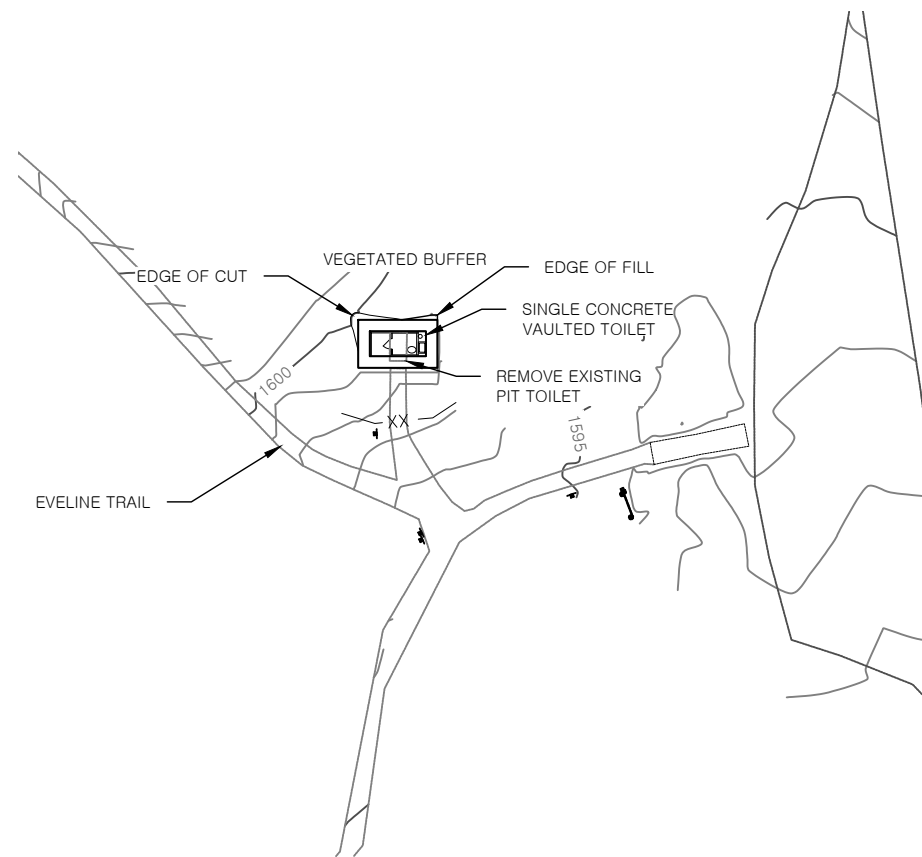 VEGETATED BUFFER
EDGE OF CUT
EDGE OF FILL
SINGLE CONCRETE
VAULTED TOILET
REMOVE EXISTING
PIT TOILET
1600
XX
1595
EVELINE TRAIL